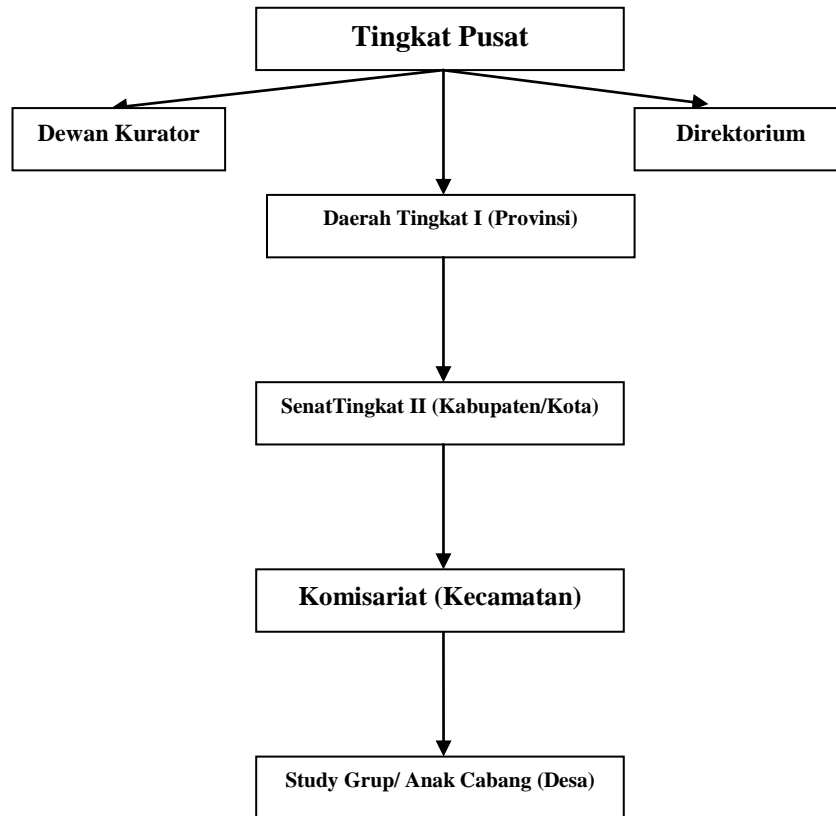 Tingkat Pusat
Dewan Kurator
Direktorium
Daerah Tingkat I (Provinsi)
SenatTingkat II (Kabupaten/Kota)
Komisariat (Kecamatan)
Study Grup/ Anak Cabang (Desa)